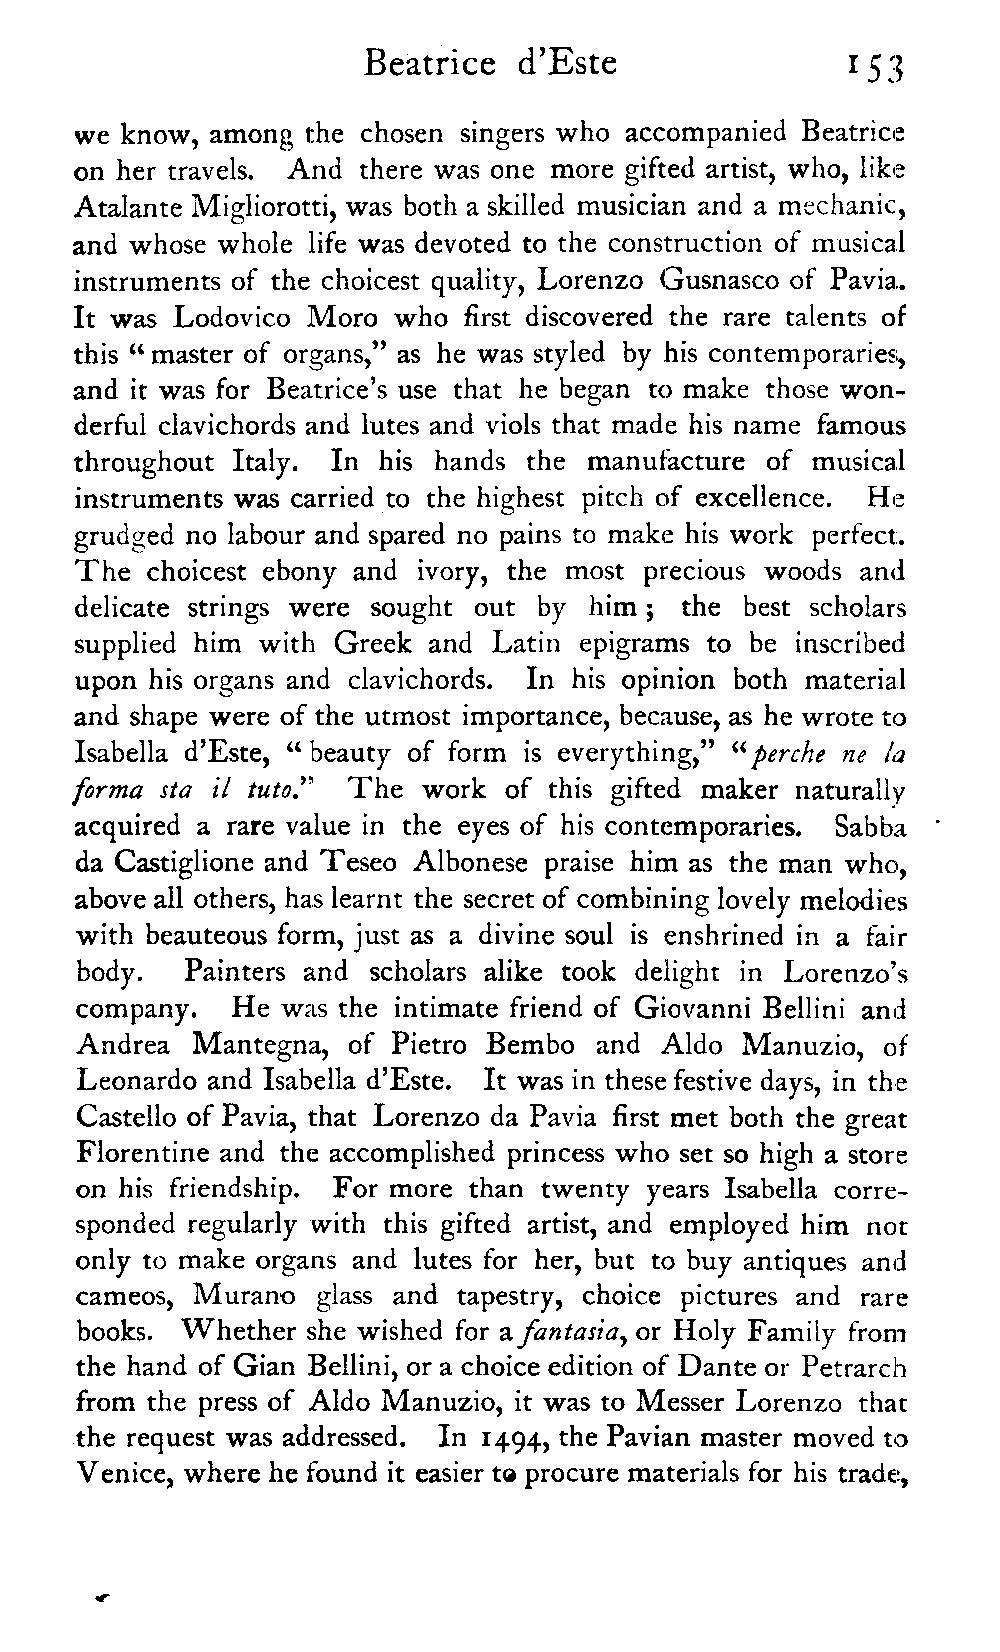 Beatrice d'Este 153
we know, among the chosen singers who accompanied Beatrice
on her travels. And there was one more gifted artist, who, like
Atalante Migliorotti, was both a skilled musician and a mechanic,
and whose whole life was devoted to the construction of musical
instruments of the choicest quality, Lorenzo Gusnasco of Pavia.
It was Lodovico Moro who first discovered the rare talents of
this "master of organs," as he was styled by his contemporaries,
and it was for Beatrice's use that he began to make those won-
derful clavichords and lutes and viols that made his name famous
throughout Italy. In his hands the manufacture of musical
instruments was carried to the highest pitch of excellence. He
grudged no labour and spared no pains to make his work perfect.
The choicest ebony and ivory, the most precious woods and
delicate strings were sought out by him; the best scholars
supplied him with Greek and Latin epigrams to be inscribed
upon his organs and clavichords. In his opinion both material
and shape were of the utmost importance, because, as he wrote to
Isabella d'Este, "beauty of form is everything," "perche ne la
forma sta il tuto." The work of this gifted maker naturally
acquired a rare value in the eyes of his contemporaries. Sabba
da Castiglione and Teseo Albonese praise him as the man who,
above all others, has learnt the secret of combining lovely melodies
with beauteous form, just as a divine soul is enshrined in a fair
body. Painters and scholars alike took delight in Lorenzo's
company. He was the intimate friend of Giovanni Bellini and
Andrea Mantegna, of Pietro Bembo and Aldo Manuzio, of
Leonardo and Isabella d'Este. It was in these festive days, in the
Castello of Pavia, that Lorenzo da Pavia first met both the great
Florentine and the accomplished princess who set so high a store
on his friendship. For more than twenty years Isabella corre-
sponded regularly with this gifted artist, and employed him not
only to make organs and lutes for her, but to buy antiques and
cameos, Murano glass and tapestry, choice pictures and rare
books. Whether she wished for a fantasia, or Holy Family from
the hand of Gian Bellini, or a choice edition of Dante or Petrarch
from the press of Aldo Manuzio, it was to Messer Lorenzo that
the request was addressed. In 1494, the Pavian master moved to
Venice, where he found it easier to procure materials for his trade,